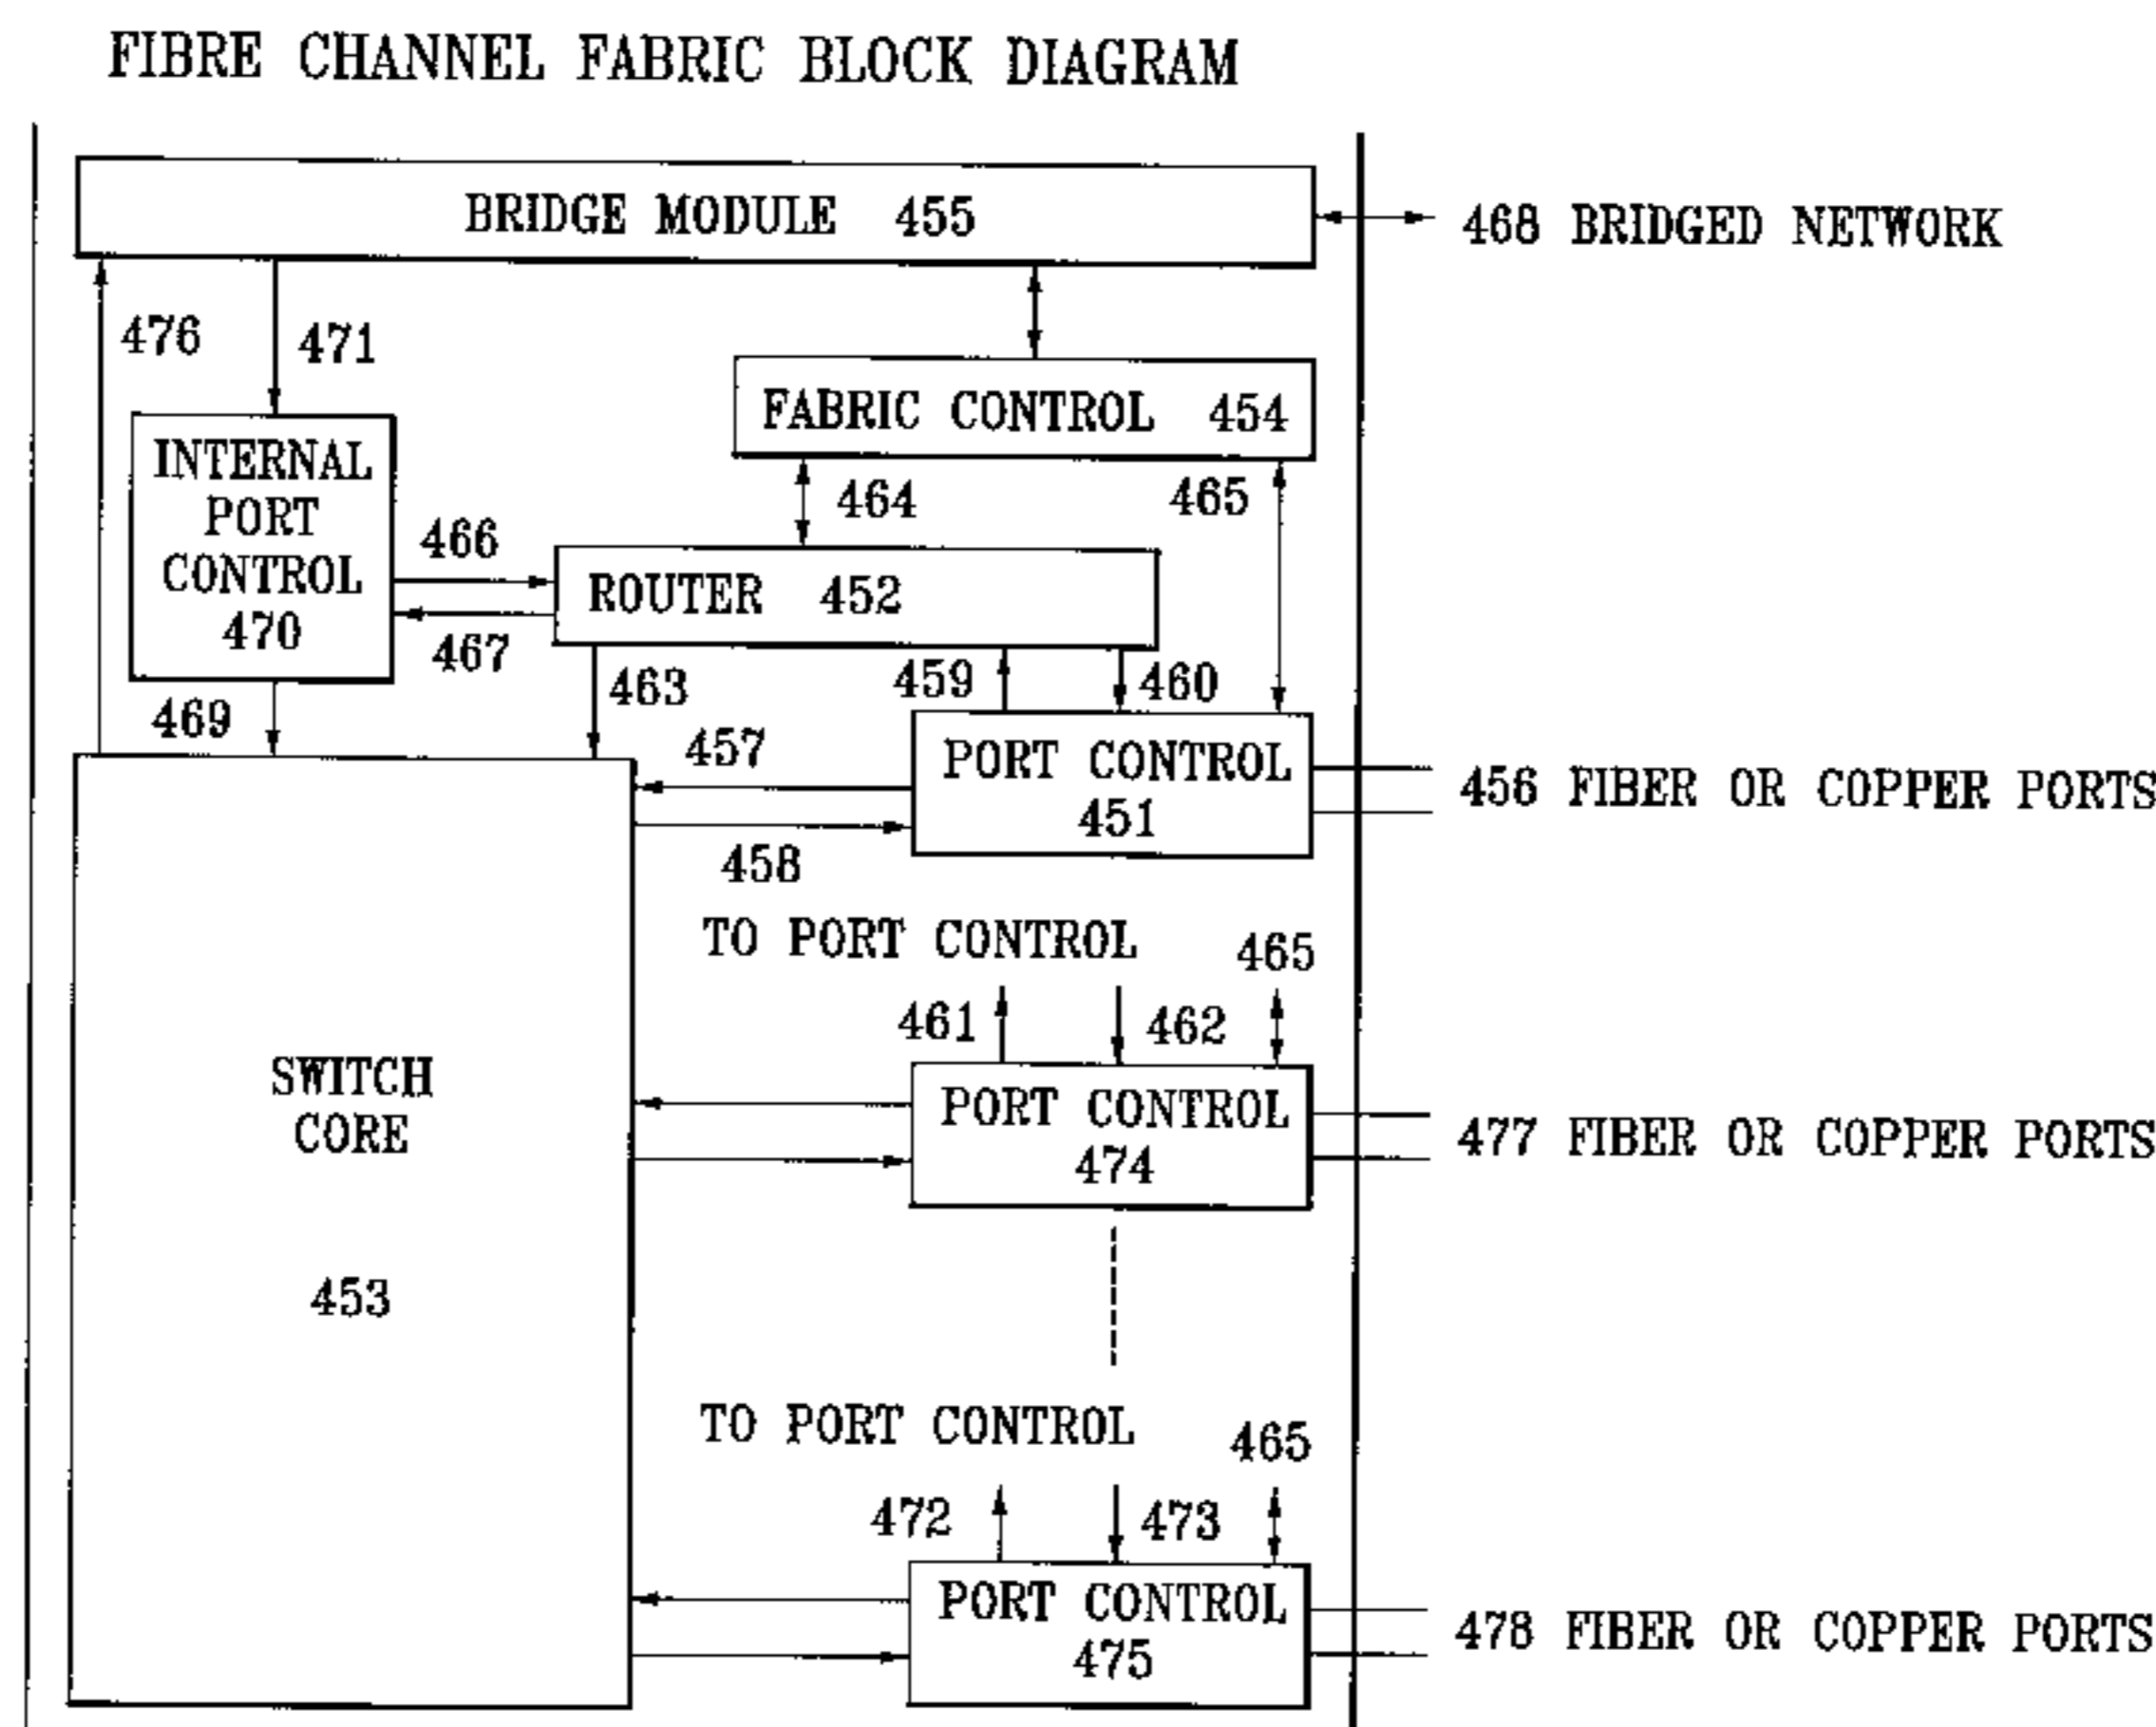 FIBRE CHANNEL FABRIC BLOCK DIAGRAM
BRIDGE MODULE 455
468 BRIDGED NETWORK
476
471
FABRIC CONTROL 454
INTERNAL
PORT
CONTROL
470
464
465
466
467
ROUTER 452
469
463
459
460
457
458
PORT CONTROL
451
456 FIBER OR COPPER PORTS
TO PORT CONTROL
465
461
462
PORT CONTROL
474
477 FIBER OR COPPER PORTS
SWITCH
CORE
453
TO PORT CONTROL
465
472
473
PORT CONTROL
475
478 FIBER OR COPPER PORTS